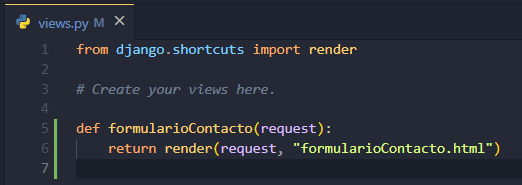 views.py M ×
1 from django.shortcuts import render
2
3 # Create your views here.
4
5 def formularioContacto(request):
6     return render(request, "formularioContacto.html")
7